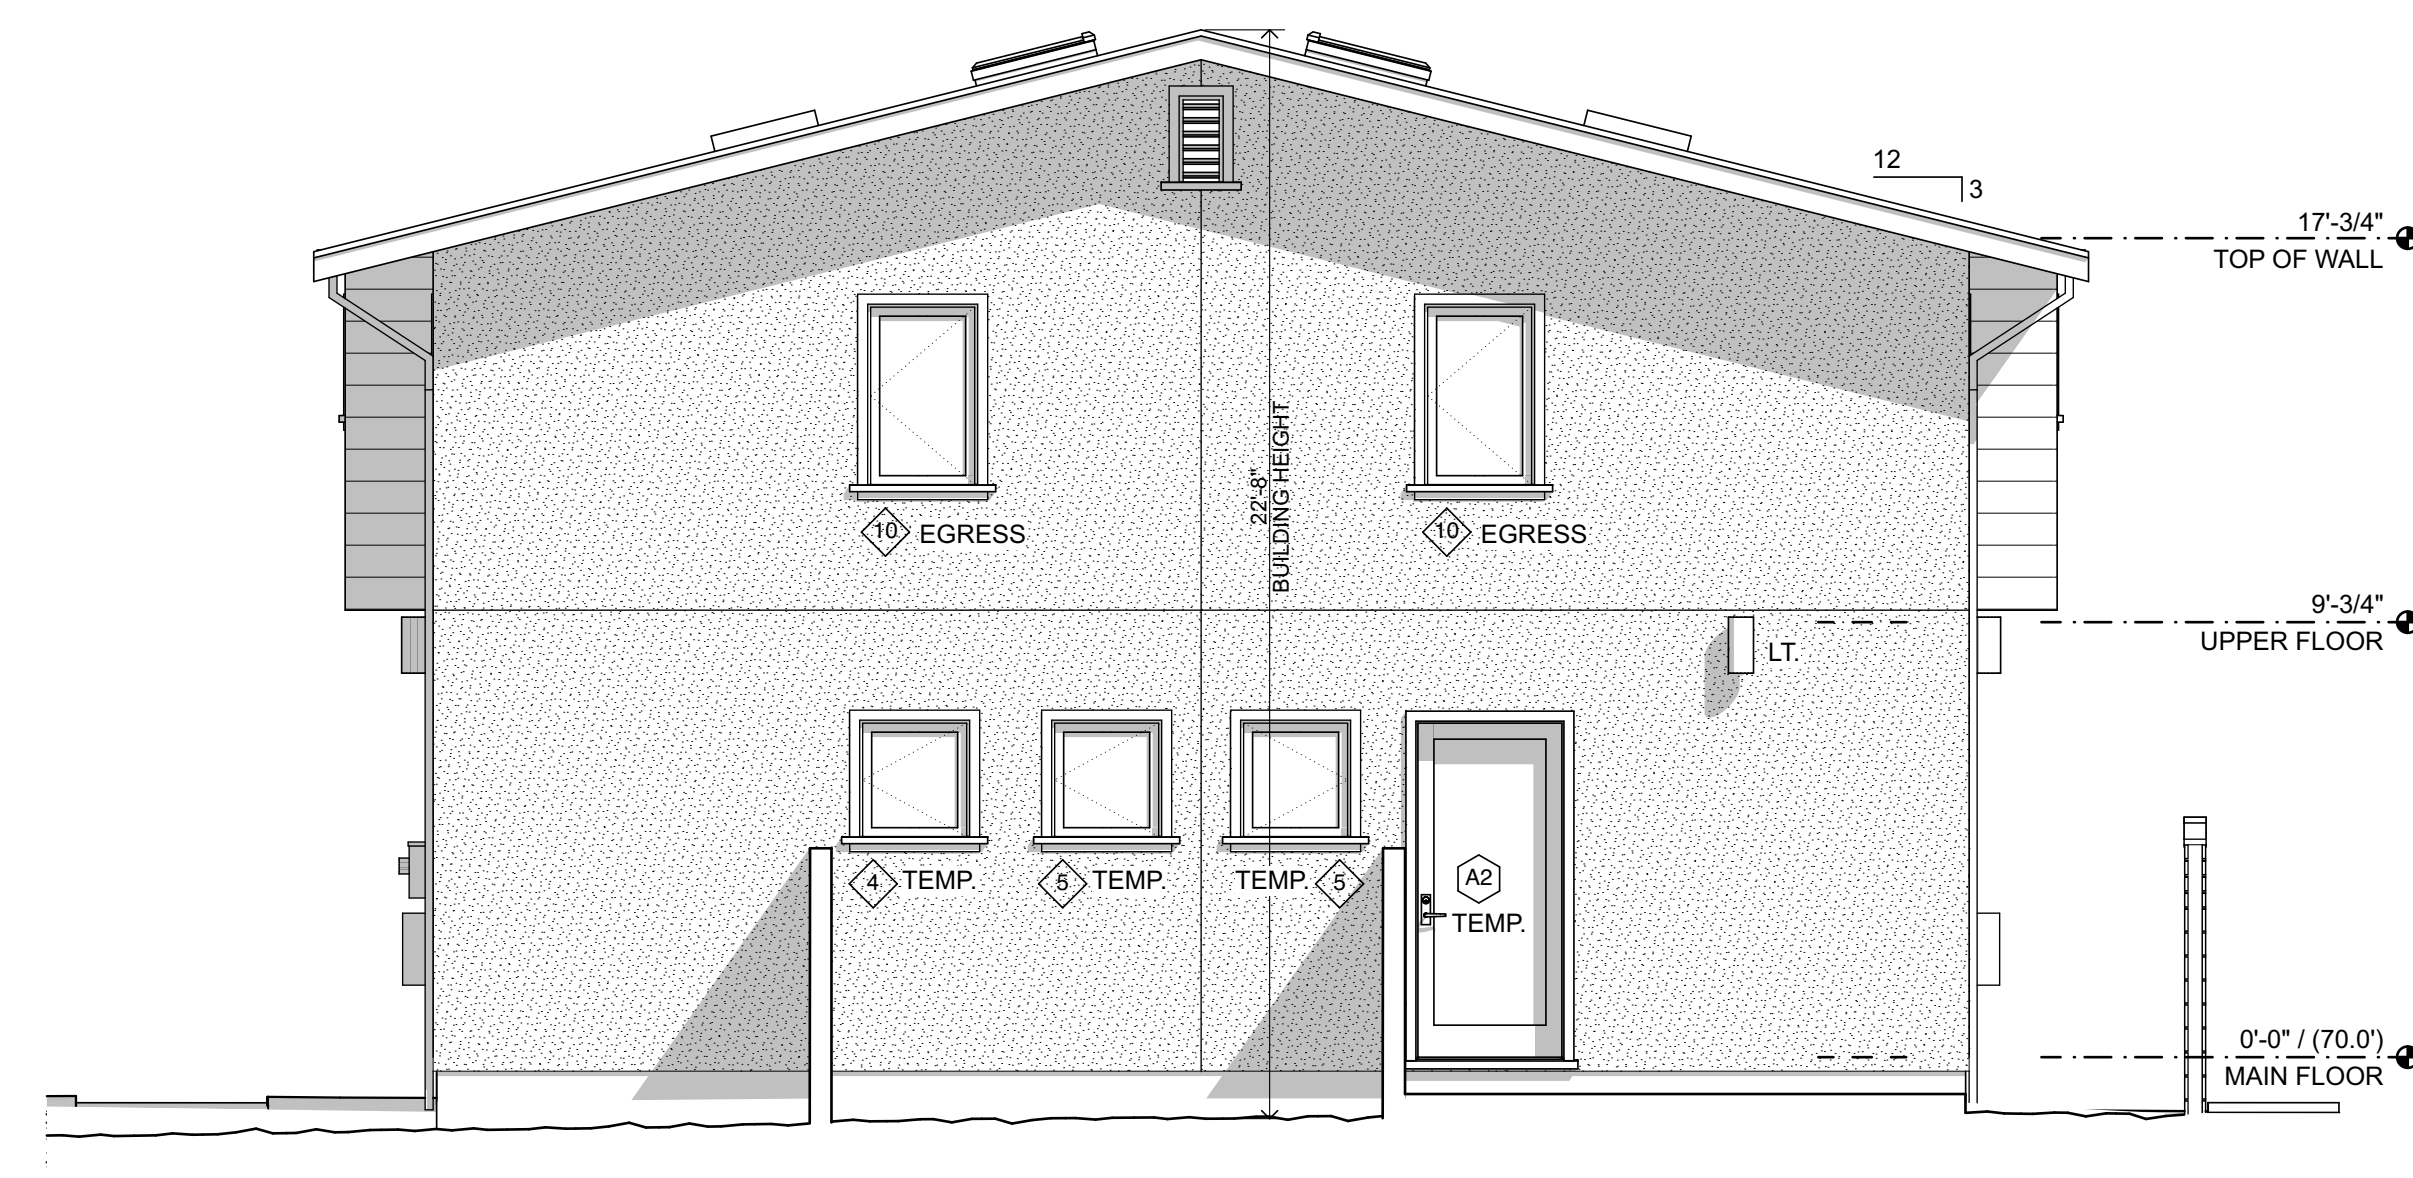 12
3
17'-3/4"
TOP OF WALL
22'-8"
BUILDING HEIGHT
10 EGRESS
10 EGRESS
9'-3/4"
UPPER FLOOR
LT.
4 TEMP.
5 TEMP.
TEMP. 5
A2
TEMP.
0'-0" / (70.0')
MAIN FLOOR